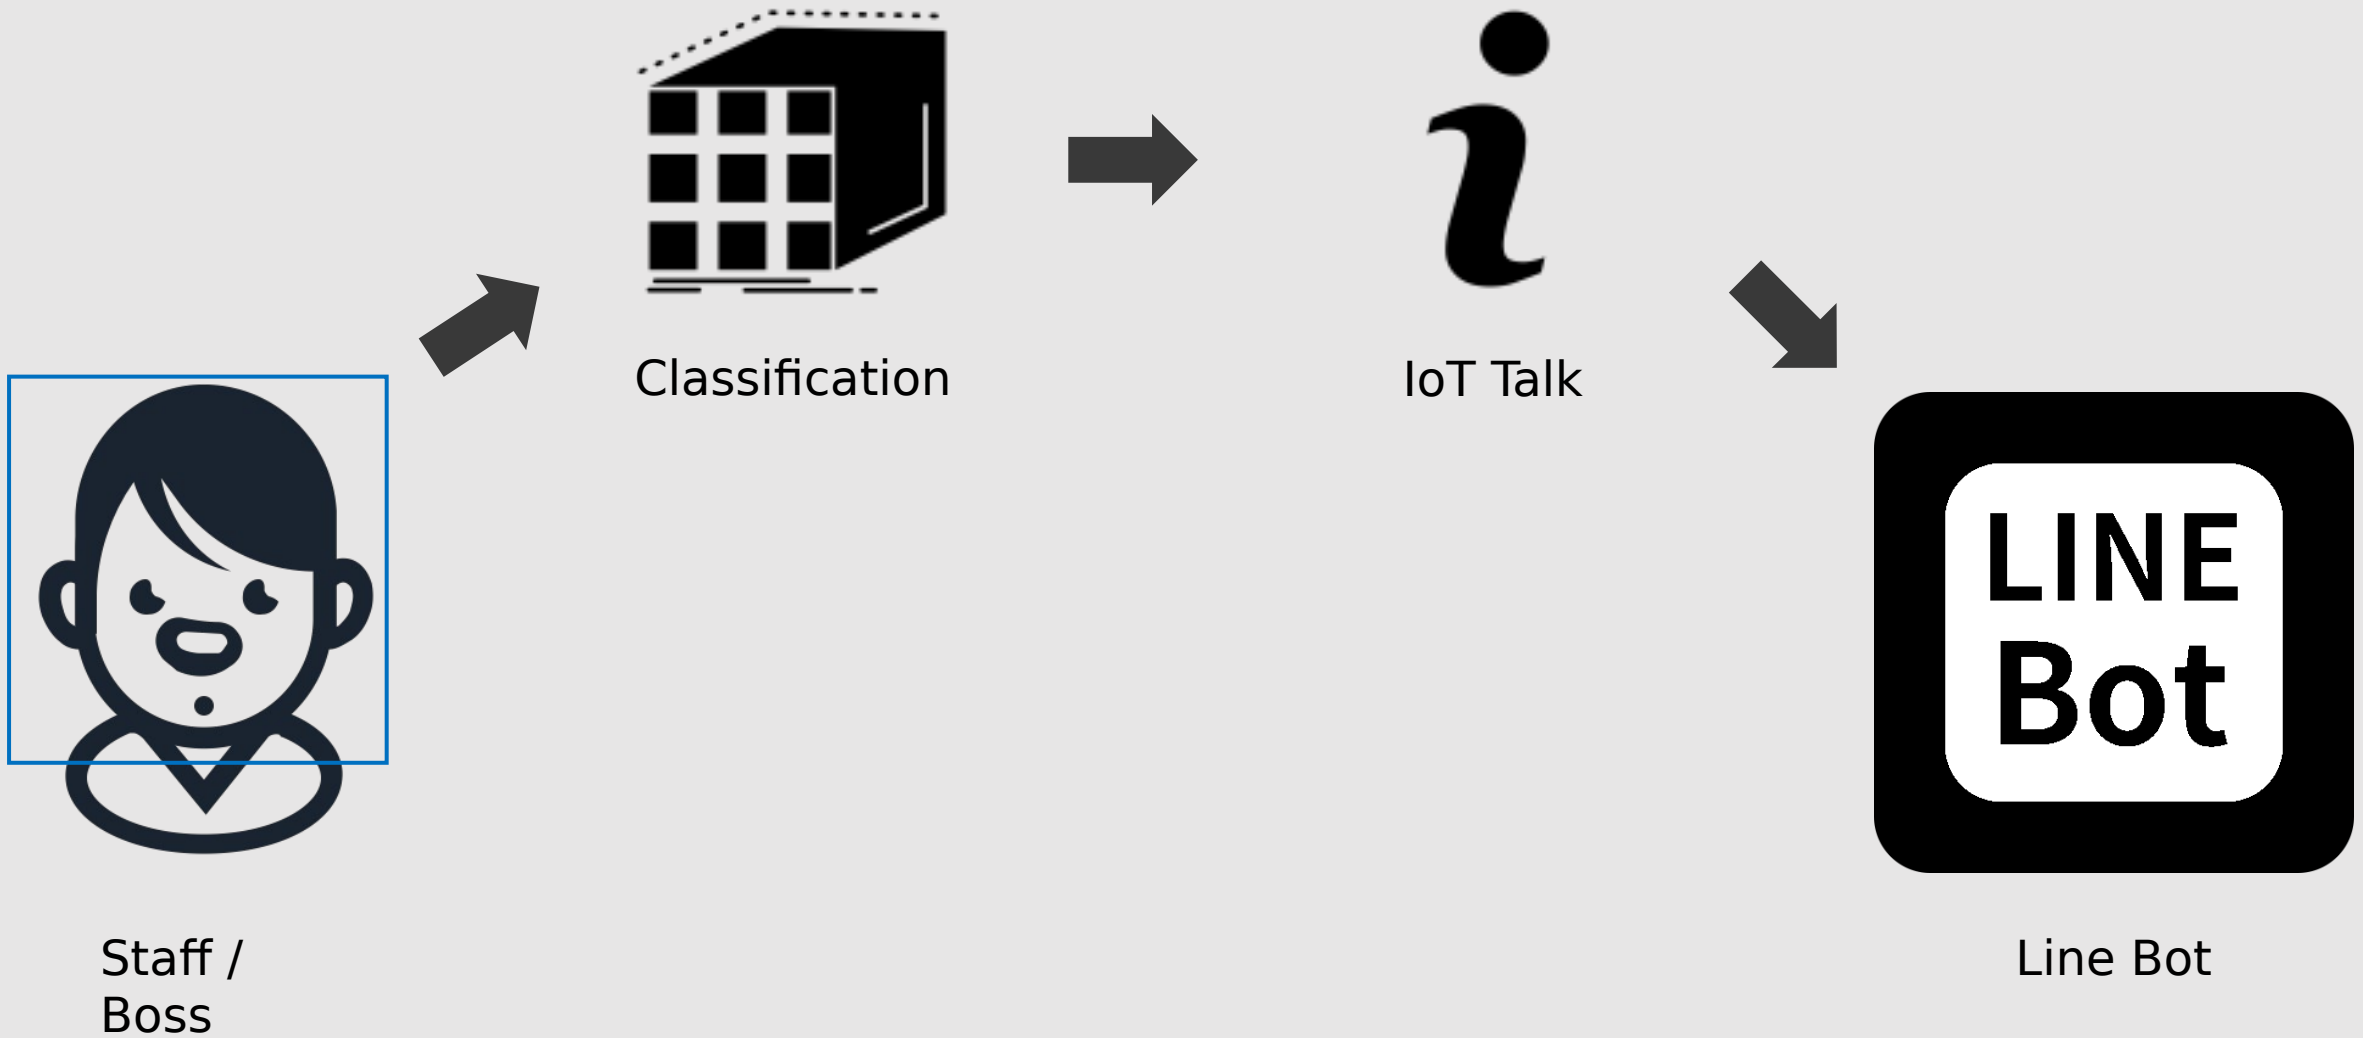 Classification
IoT Talk
LINE
Bot
Staff /
Boss
Line Bot